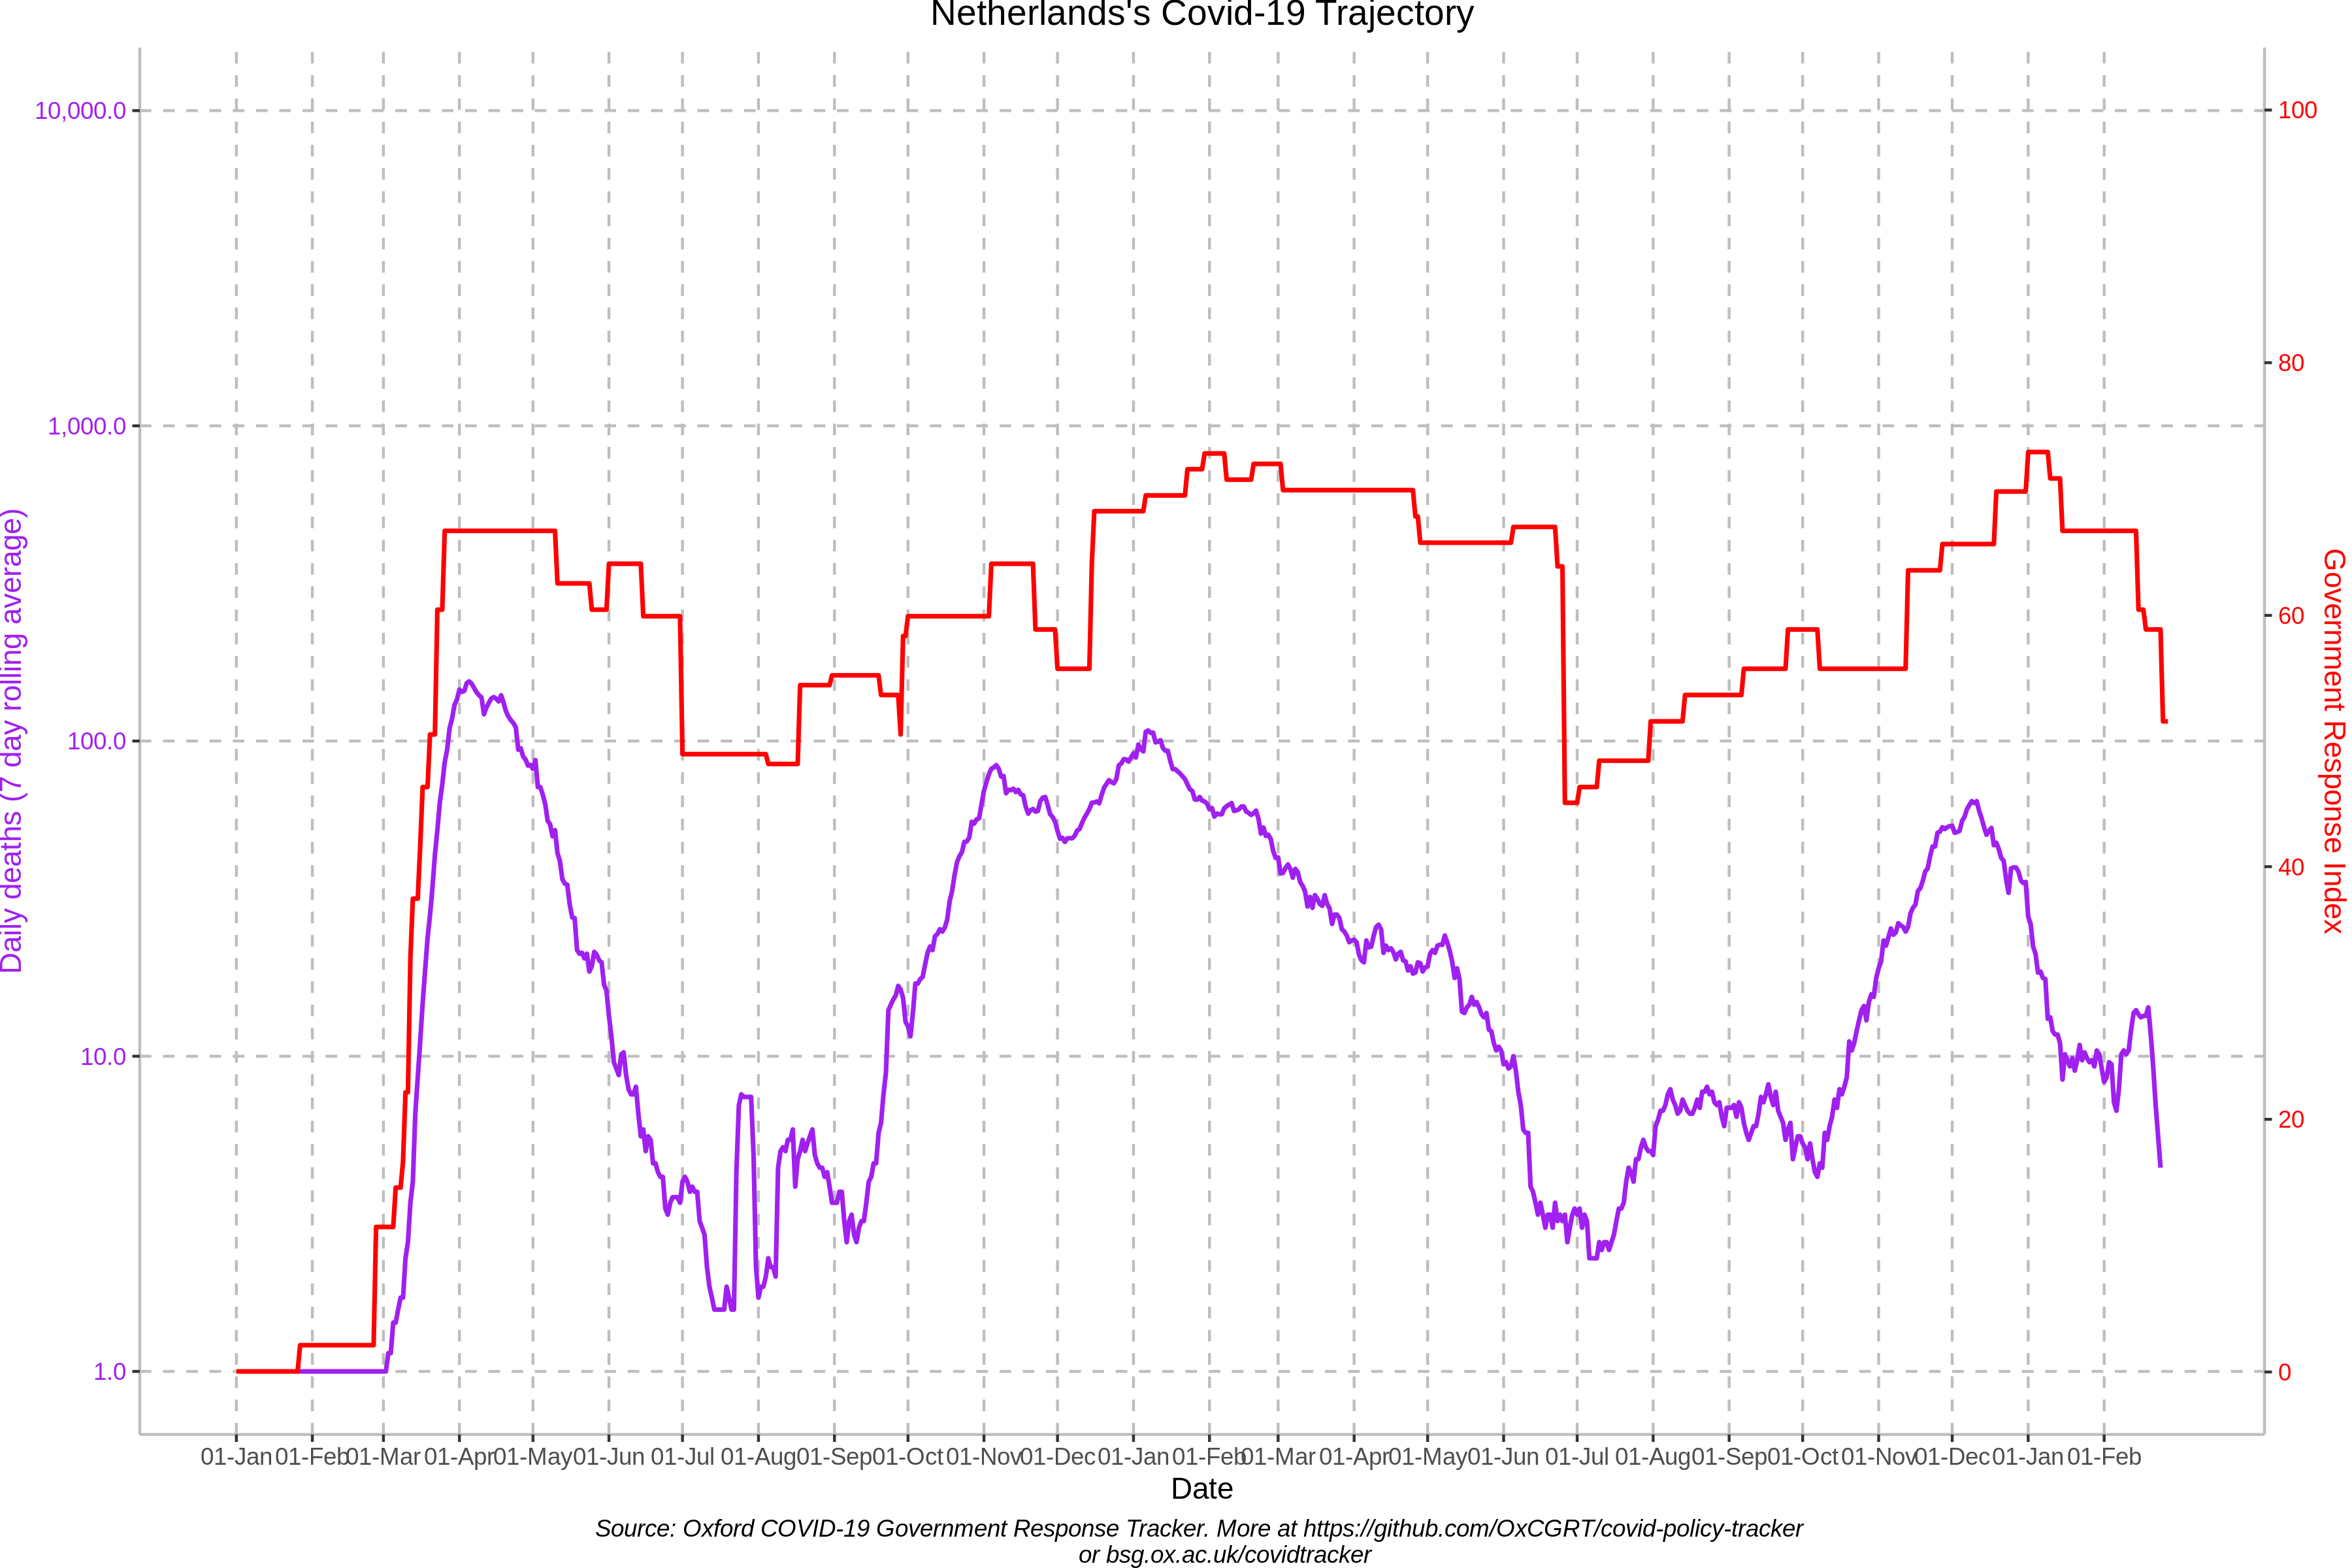 Netherlands's Covid-19 Trajectory
10,000.0
1,000.0
100.0
10.0
1.0
Daily deaths (7 day rolling average)
100
80
60
40
20
0
Government Response Index
01-Jan 01-Feb 01-Mar 01-Apr 01-May 01-Jun 01-Jul 01-Aug 01-Sep 01-Oct 01-Nov 01-Dec 01-Jan 01-Feb 01-Mar 01-Apr 01-May 01-Jun 01-Jul 01-Aug 01-Sep 01-Oct 01-Nov 01-Dec 01-Jan 01-Feb
Date
Source: Oxford COVID-19 Government Response Tracker. More at https://github.com/OxCGRT/covid-policy-tracker
or bsg.ox.ac.uk/covidtracker